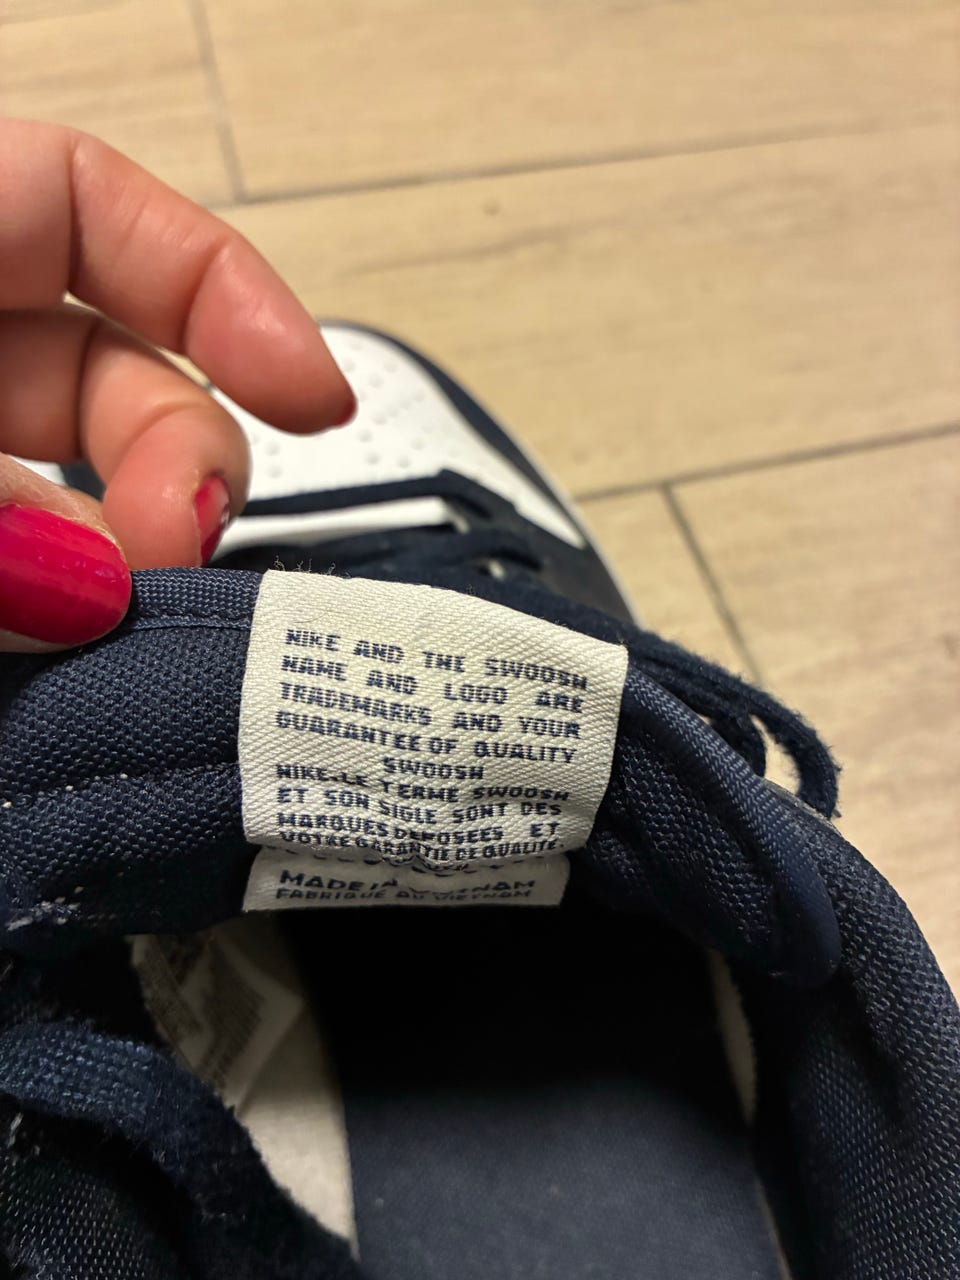 NIKE AND THE SWOOSH
NAME AND LOGO ARE
TRADEMARKS AND YOUR
GUARANTEE OF QUALITY
SWOOSH
NIKE.LE TERME SWOOSH
ET SON SIGLE SONT DES
MARQUES DEPOSEES ET
VOTRE GARANTIE DE QUALITE.
MADE IN VIETNAM
FABRIQUE AU VIETNAM